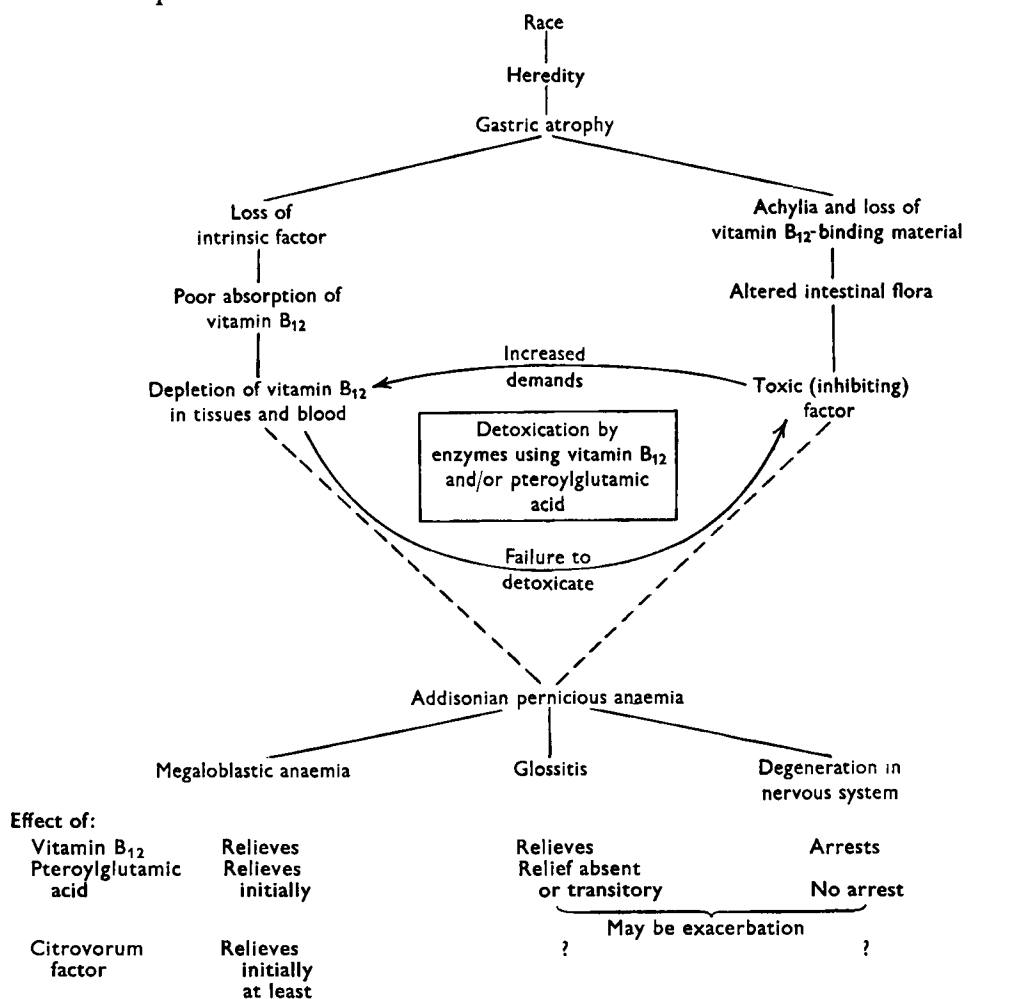 Race
Heredity
Gastric atrophy
Loss of
intrinsic factor
Achylia and loss of
vitamin B12-binding material
Poor absorption of
vitamin B12
Altered intestinal flora
Increased
demands
Depletion of vitamin B12
in tissues and blood
Toxic (inhibiting)
factor
Detoxication by
enzymes using vitamin B12
and/or pteroylglutamic
acid
Failure to
detoxicate
Addisonian pernicious anaemia
Megaloblastic anaemia
Glossitis
Degeneration in
nervous system
Effect of:
Vitamin B12 Relieves Relieves Arrests
Pteroylglutamic Relieves Relief absent
acid initially or transitory No arrest
May be exacerbation
Citrovorum Relieves ? ?
factor initially
at least